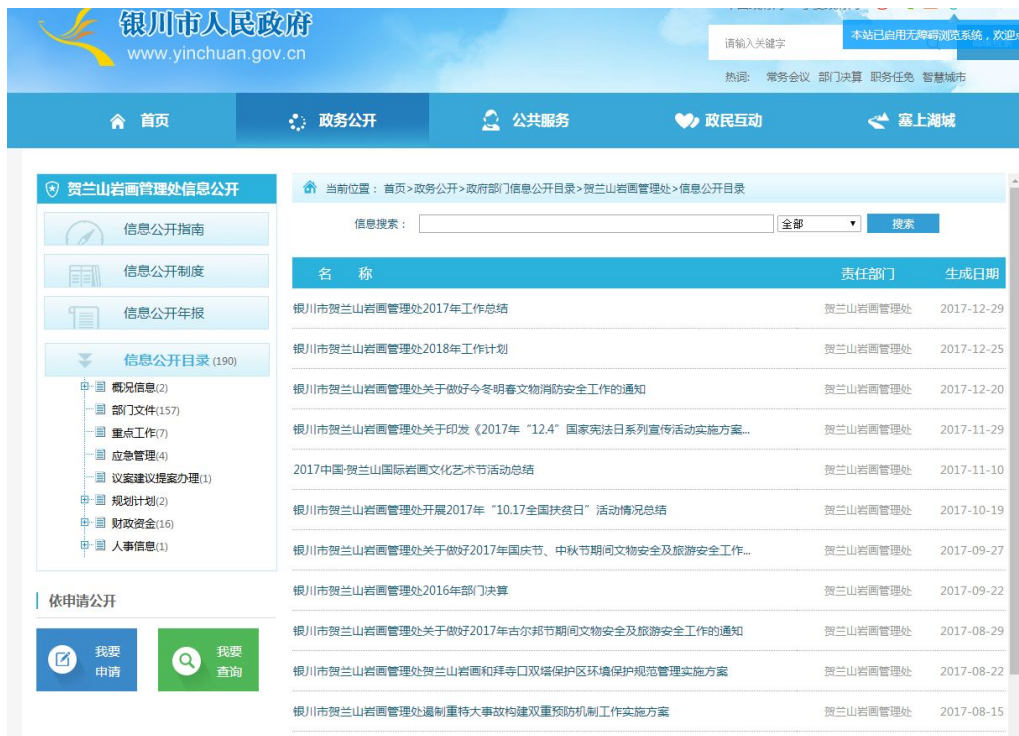 银川市人民政府
www.yinchuan.gov.cn
请输入关键字
本站已启用无障碍浏览系统，欢迎
热词: 常务会议 部门决算 职务任免 智慧城市
首页 政务公开 公共服务 政民互动 塞上湖城
贺兰山岩画管理处信息公开
信息公开指南
信息公开制度
信息公开年报
信息公开目录(190)
概况信息(2)
部门文件(157)
重点工作(7)
应急管理(4)
议案建议提案办理(1)
规划计划(2)
财政资金(16)
人事信息(1)
依申请公开
我要申请
我要查询
当前位置：首页>政务公开>政府部门信息公开目录>贺兰山岩画管理处>信息公开目录
信息搜索： 全部 搜索
名 称 责任部门 生成日期
银川市贺兰山岩画管理处2017年工作总结 贺兰山岩画管理处 2017-12-29
银川市贺兰山岩画管理处2018年工作计划 贺兰山岩画管理处 2017-12-25
银川市贺兰山岩画管理处关于做好今冬明春文物消防安全工作的通知 贺兰山岩画管理处 2017-12-20
银川市贺兰山岩画管理处关于印发《2017年“12.4”国家宪法日系列宣传活动实施方案... 贺兰山岩画管理处 2017-11-29
2017中国·贺兰山国际岩画文化艺术节活动总结 贺兰山岩画管理处 2017-11-10
银川市贺兰山岩画管理处开展2017年“10.17全国扶贫日”活动情况总结 贺兰山岩画管理处 2017-10-19
银川市贺兰山岩画管理处关于做好2017年国庆节、中秋节期间文物安全及旅游安全工作... 贺兰山岩画管理处 2017-09-27
银川市贺兰山岩画管理处2016年部门决算 贺兰山岩画管理处 2017-09-22
银川市贺兰山岩画管理处关于做好2017年古尔邦节期间文物安全及旅游安全工作的通知 贺兰山岩画管理处 2017-08-29
银川市贺兰山岩画管理处贺兰山岩画和拜寺口双塔保护区环境保护规范管理实施方案 贺兰山岩画管理处 2017-08-22
银川市贺兰山岩画管理处遏制重特大事故构建双重预防机制工作实施方案 贺兰山岩画管理处 2017-08-15